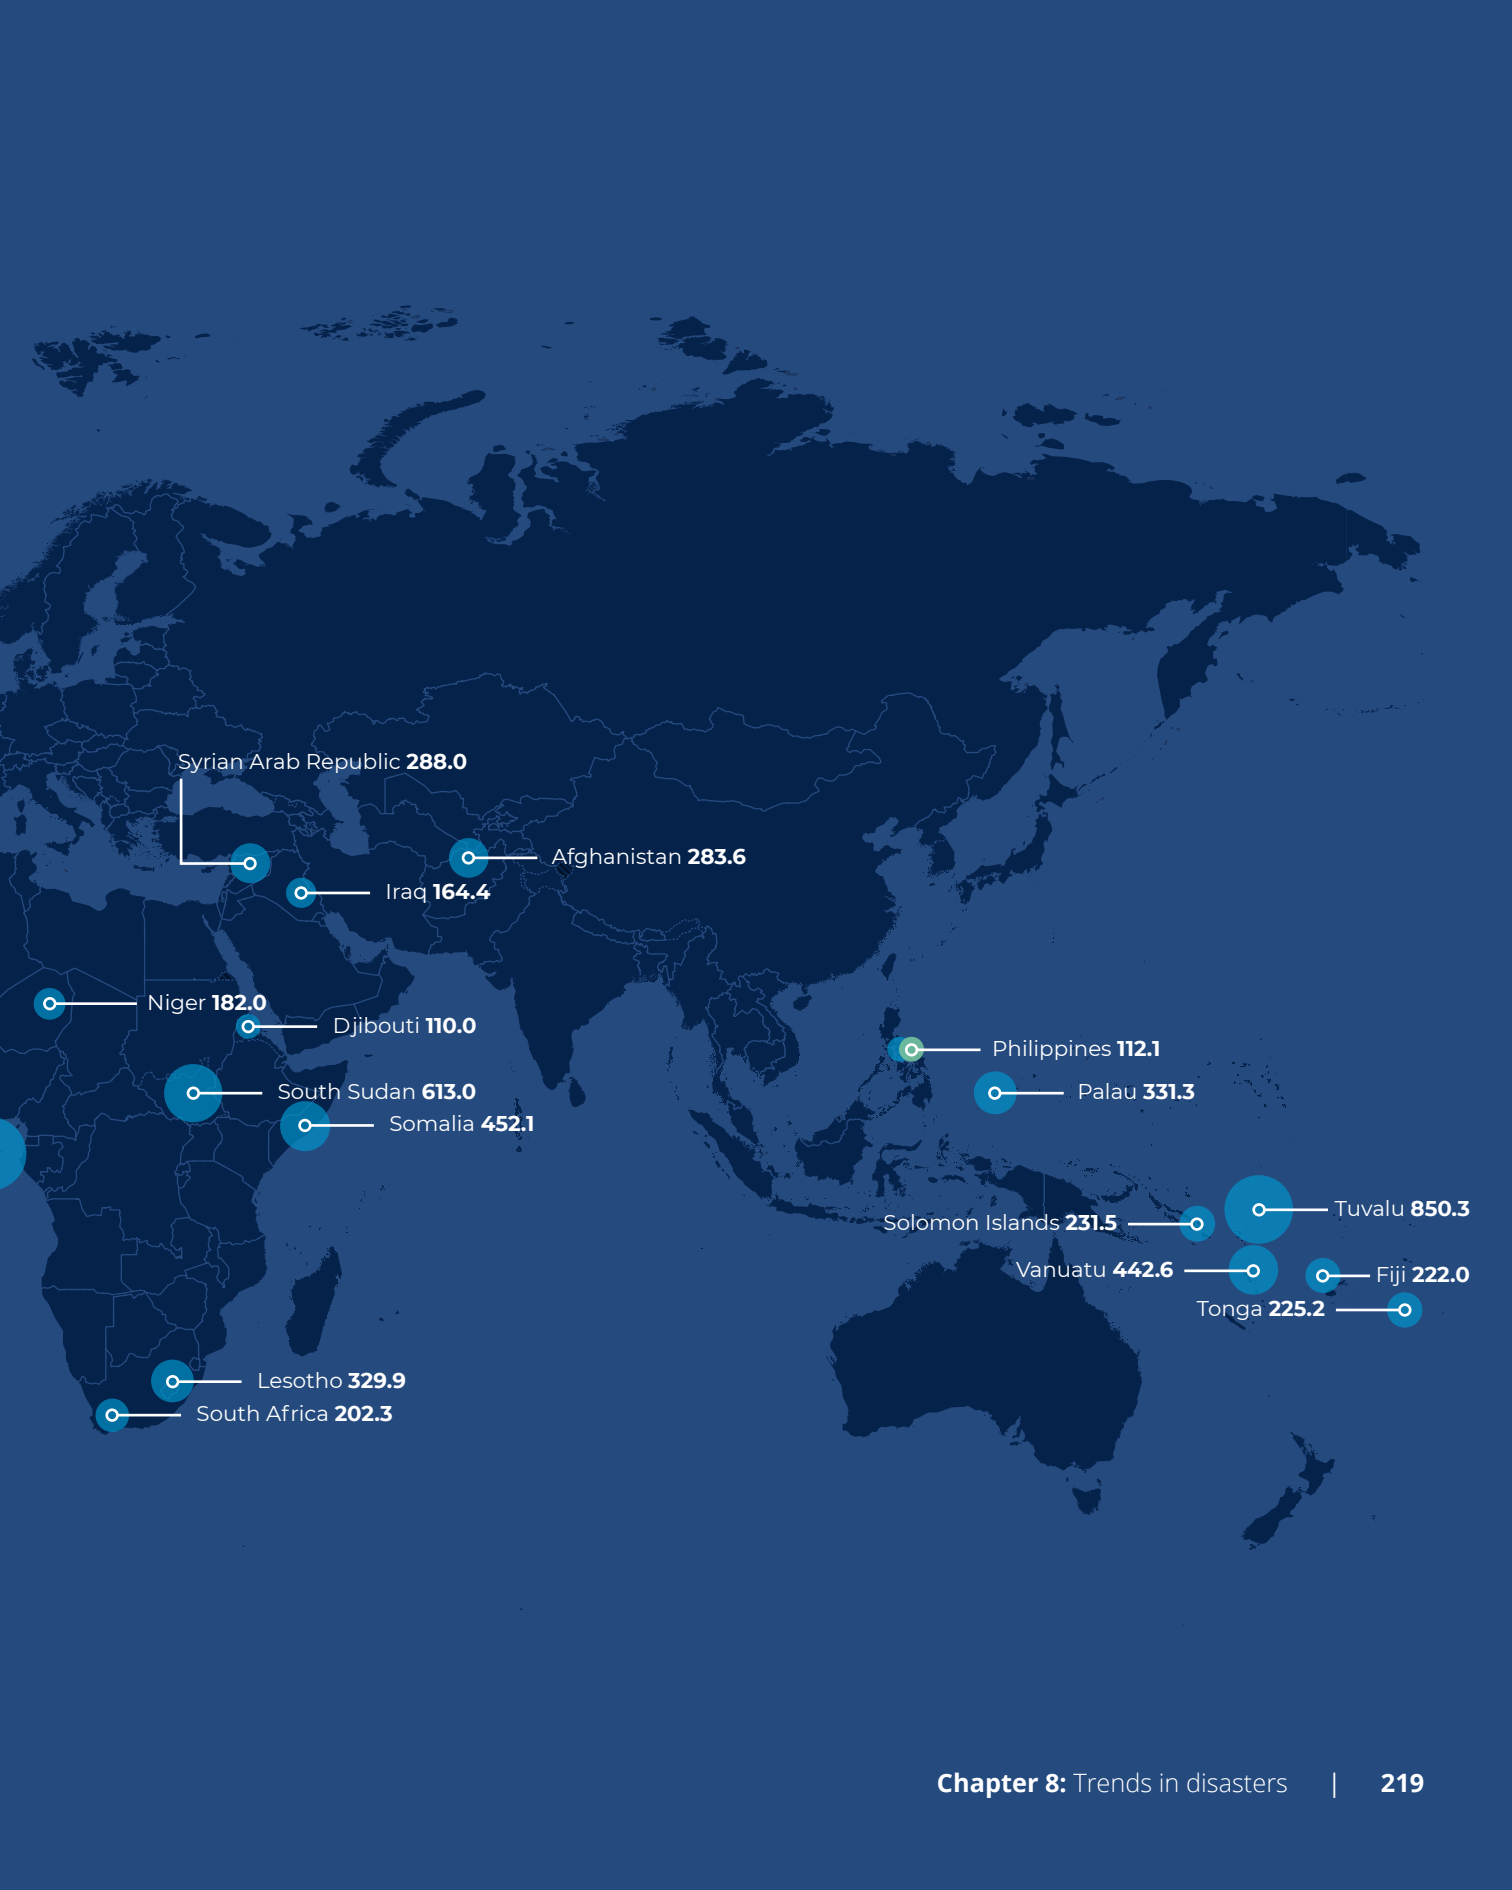 Syrian Arab Republic 288.0
Afghanistan 283.6
Iraq 164.4
Niger 182.0
Djibouti 110.0
Philippines 112.1
South Sudan 613.0
Palau 331.3
Somalia 452.1
Tuvalu 850.3
Solomon Islands 231.5
Vanuatu 442.6
Fiji 222.0
Tonga 225.2
Lesotho 329.9
South Africa 202.3
Chapter 8: Trends in disasters | 219